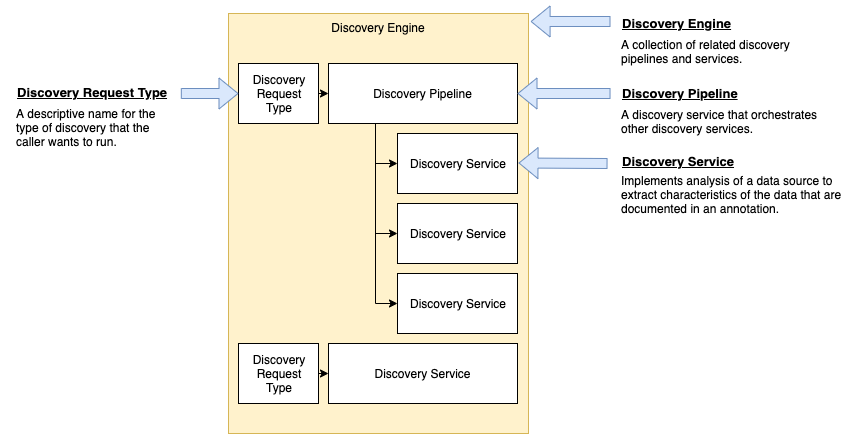 Discovery Engine
Discovery Request Type
A descriptive name for the
type of discovery that the
caller wants to run.
Discovery
Request
Type
Discovery Pipeline
Discovery Service
Discovery Service
Discovery Service
Discovery
Request
Type
Discovery Service
Discovery Engine
A collection of related discovery
pipelines and services.
Discovery Pipeline
A discovery service that orchestrates
other discovery services.
Discovery Service
Implements analysis of a data source to
extract characteristics of the data that are
documented in an annotation.